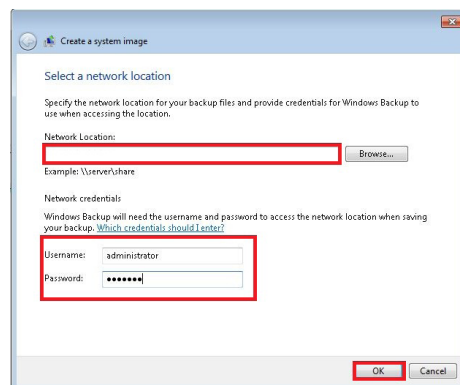 Create a system image
Select a network location
Specify the network location for your backup files and provide credentials for Windows Backup to
use when accessing the location.
Network Location:
Browse...
Example: \\server\share
Network credentials
Windows Backup will need the username and password to access the network location when saving
your backup. Which credentials should I enter?
Username: administrator
Password: •••••••
OK Cancel